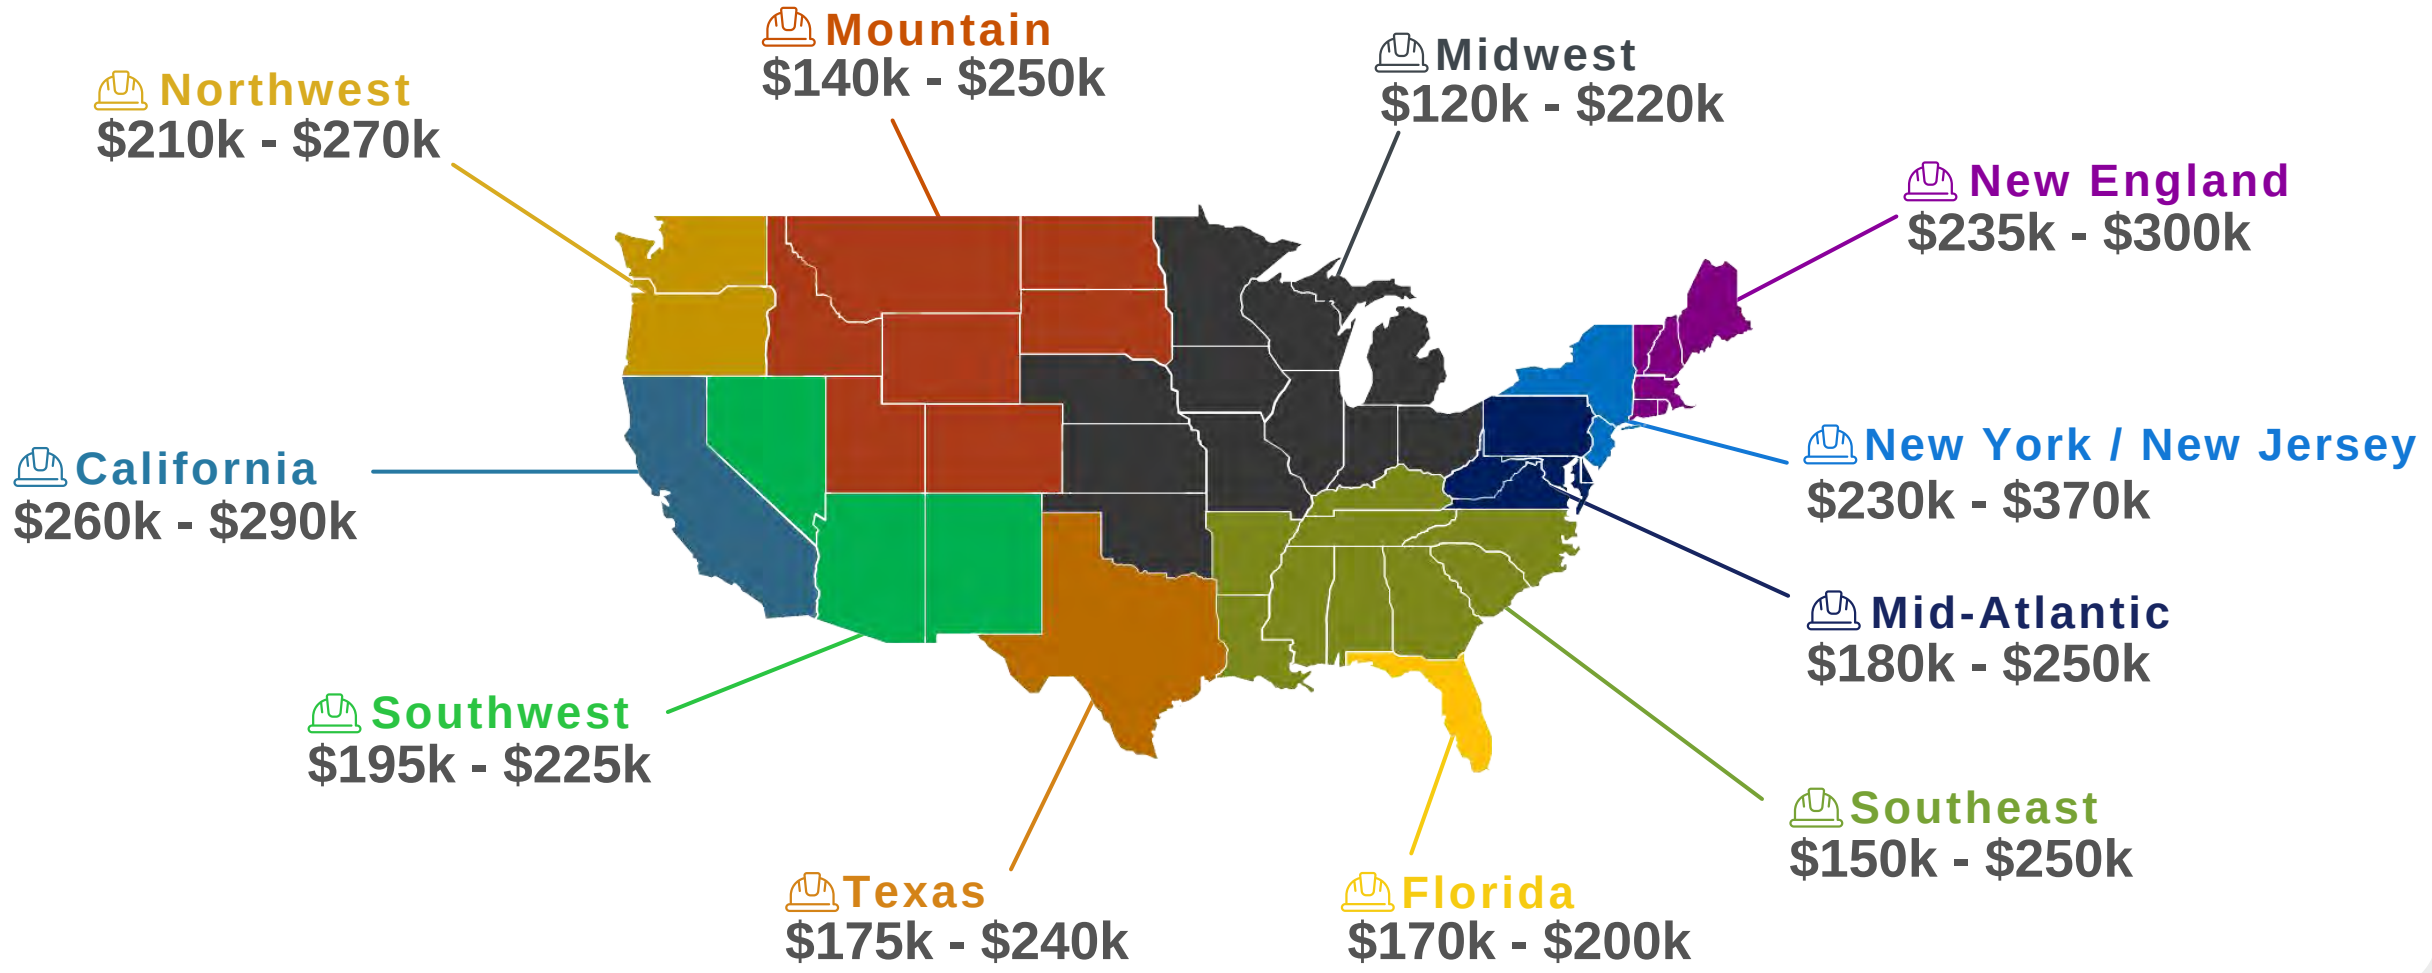 Mountain
$140k - $250k
Midwest
$120k - $220k
Northwest
$210k - $270k
New England
$235k - $300k
California
$260k - $290k
New York / New Jersey
$230k - $370k
Mid-Atlantic
$180k - $250k
Southwest
$195k - $225k
Southeast
$150k - $250k
Texas
$175k - $240k
Florida
$170k - $200k